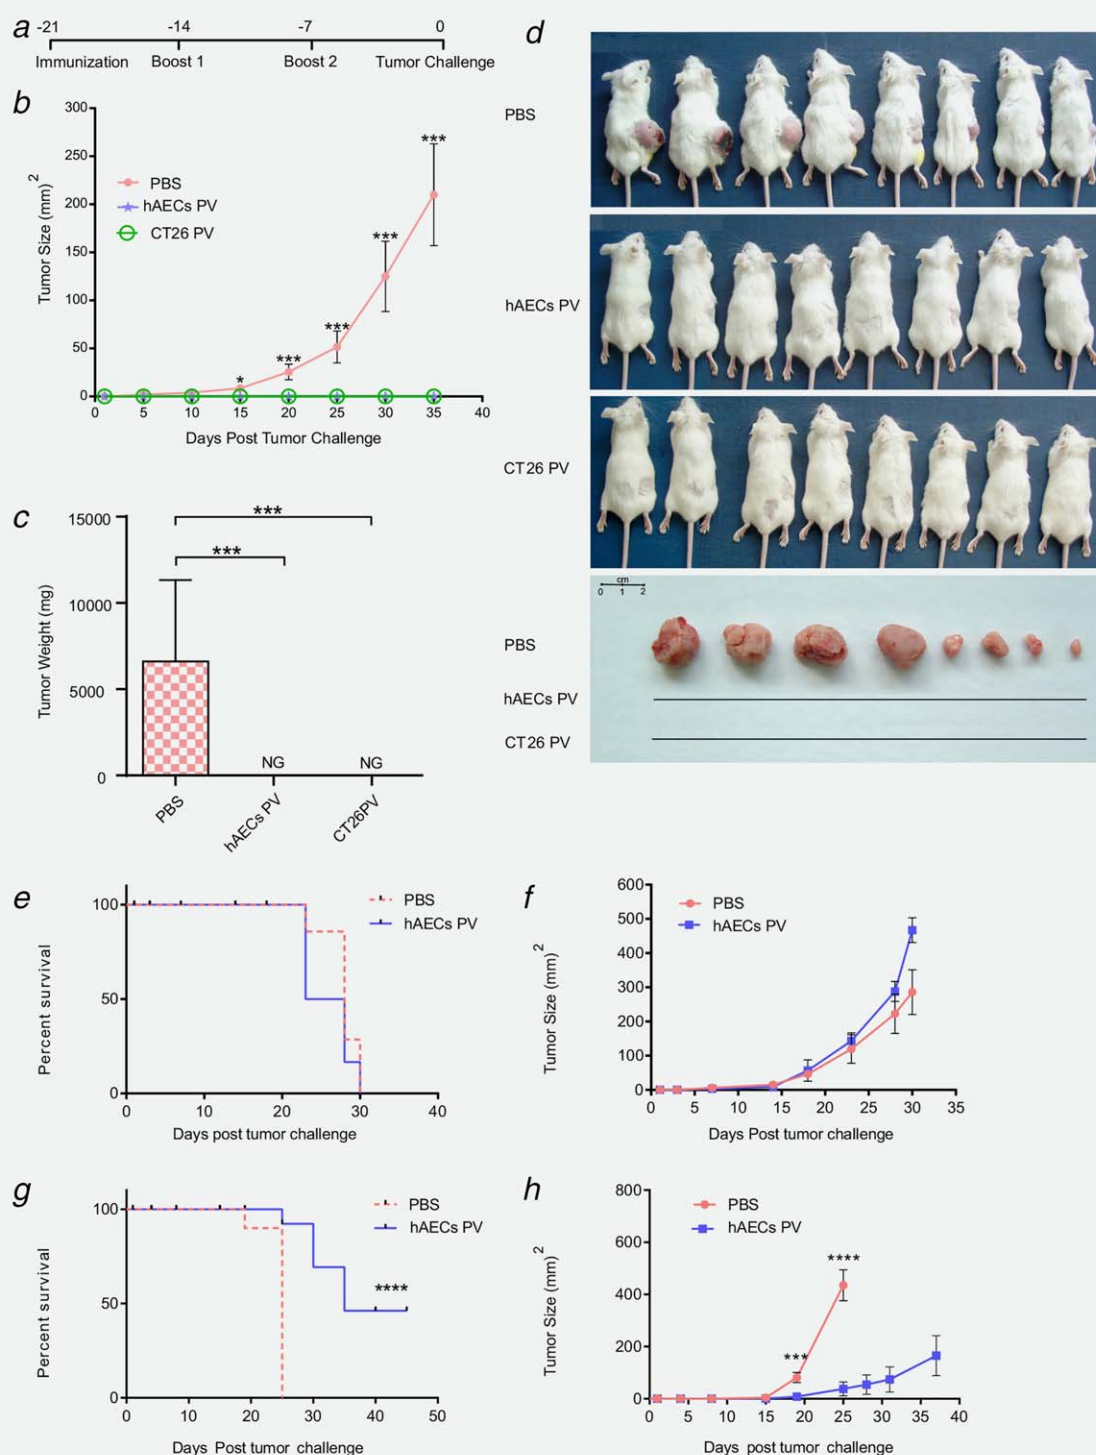 a
-21 -14 -7 0
Immunization Boost 1 Boost 2 Tumor Challenge
b
300
250
200
150
100
50
0
Tumor Size (mm)2
PBS
hAECs PV
CT26 PV
*
***
***
***
***
0 5 10 15 20 25 30 35 40
Days Post Tumor Challenge
c
15000
10000
5000
0
Tumor Weight (mg)
***
***
NG NG
PBS
hAECs PV
CT26PV
d
PBS
hAECs PV
CT26 PV
cm
0 1 2
PBS
hAECs PV
CT26 PV
e
100
50
0
Percent survival
PBS
hAECs PV
0 10 20 30 40
Days post tumor challenge
f
600
500
400
300
200
100
0
Tumor Size (mm)2
PBS
hAECs PV
0 5 10 15 20 25 30 35
Days Post tumor challenge
g
100
50
0
Percent survival
PBS
hAECs PV
****
0 10 20 30 40 50
Days Post tumor challenge
h
800
600
400
200
0
Tumor Size (mm)2
PBS
hAECs PV
***
****
0 5 10 15 20 25 30 35 40
Days post tumor challenge